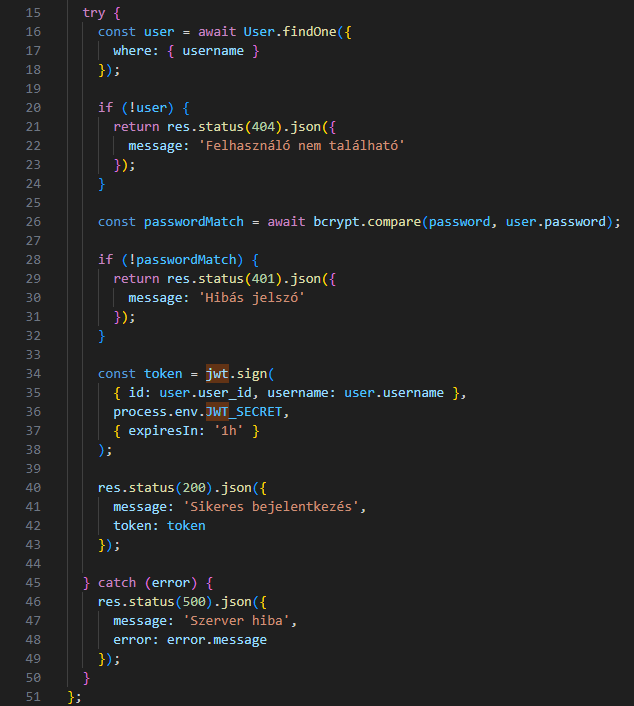 15 try {
16 const user = await User.findOne({
17 where: { username }
18 });
19
20 if (!user) {
21 return res.status(404).json({
22 message: 'Felhasználó nem található'
23 });
24 }
25
26 const passwordMatch = await bcrypt.compare(password, user.password);
27
28 if (!passwordMatch) {
29 return res.status(401).json({
30 message: 'Hibás jelszó'
31 });
32 }
33
34 const token = jwt.sign(
35 { id: user.user_id, username: user.username },
36 process.env.JWT_SECRET,
37 { expiresIn: '1h' }
38 );
39
40 res.status(200).json({
41 message: 'Sikeres bejelentkezés',
42 token: token
43 });
44
45 } catch (error) {
46 res.status(500).json({
47 message: 'Szerver hiba',
48 error: error.message
49 });
50 }
51 };